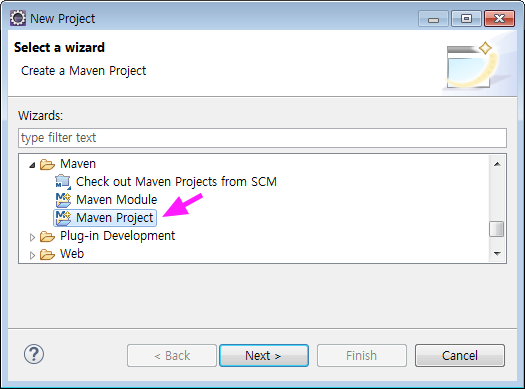 New Project
Select a wizard
Create a Maven Project
Wizards:
type filter text
Maven
Check out Maven Projects from SCM
Maven Module
Maven Project
Plug-in Development
Web
?
< Back
Next >
Finish
Cancel